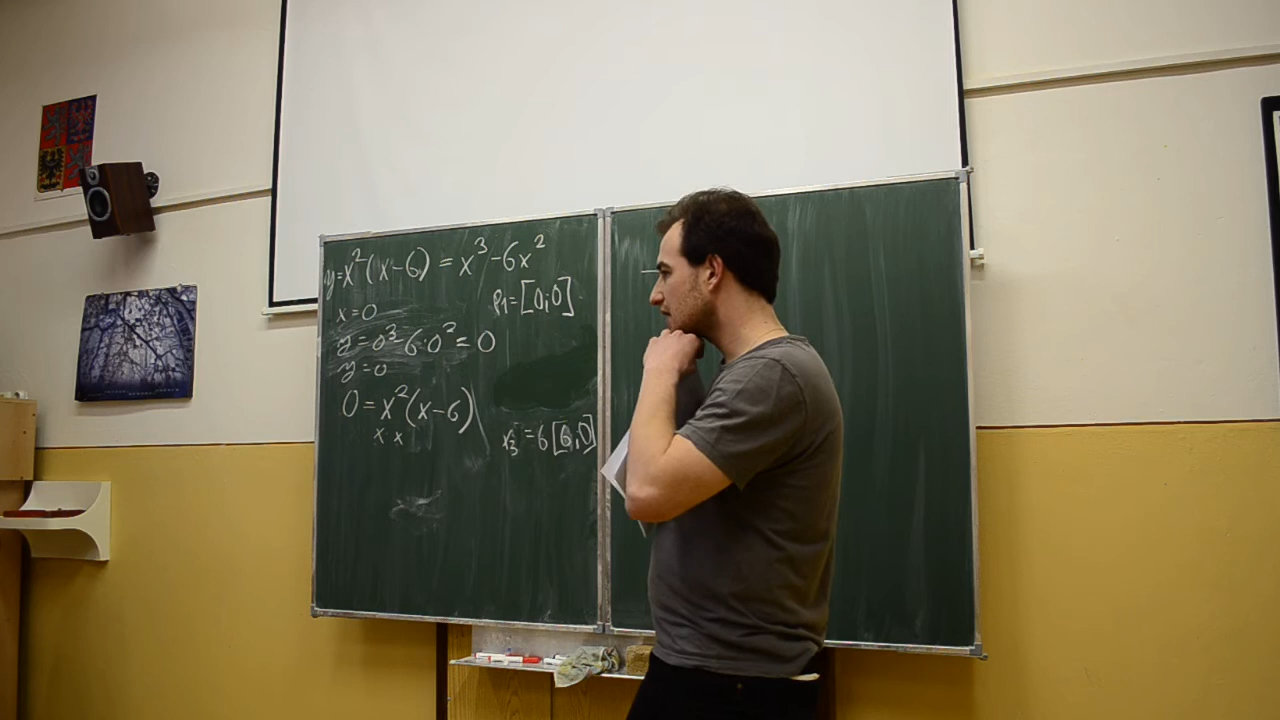 y=x²(x-6) = x³-6x²
P1=[0;0]
x=0
y=0³-6·0²=0
y=0
0=x²(x-6)
x x
x₃=6[6;0]